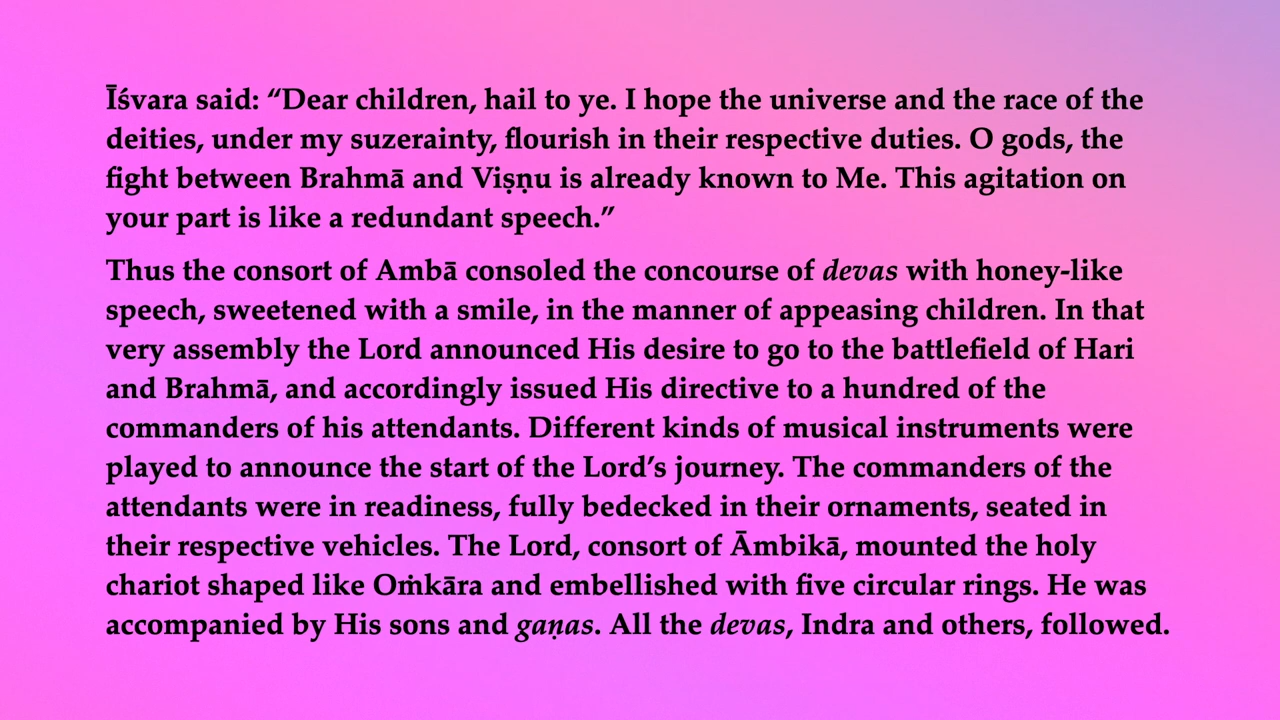 Īśvara said: “Dear children, hail to ye. I hope the universe and the race of the
deities, under my suzerainty, flourish in their respective duties. O gods, the
fight between Brahmā and Viṣṇu is already known to Me. This agitation on
your part is like a redundant speech.”
Thus the consort of Ambā consoled the concourse of devas with honey-like
speech, sweetened with a smile, in the manner of appeasing children. In that
very assembly the Lord announced His desire to go to the battlefield of Hari
and Brahmā, and accordingly issued His directive to a hundred of the
commanders of his attendants. Different kinds of musical instruments were
played to announce the start of the Lord’s journey. The commanders of the
attendants were in readiness, fully bedecked in their ornaments, seated in
their respective vehicles. The Lord, consort of Āmbikā, mounted the holy
chariot shaped like Oṁkāra and embellished with five circular rings. He was
accompanied by His sons and gaṇas. All the devas, Indra and others, followed.